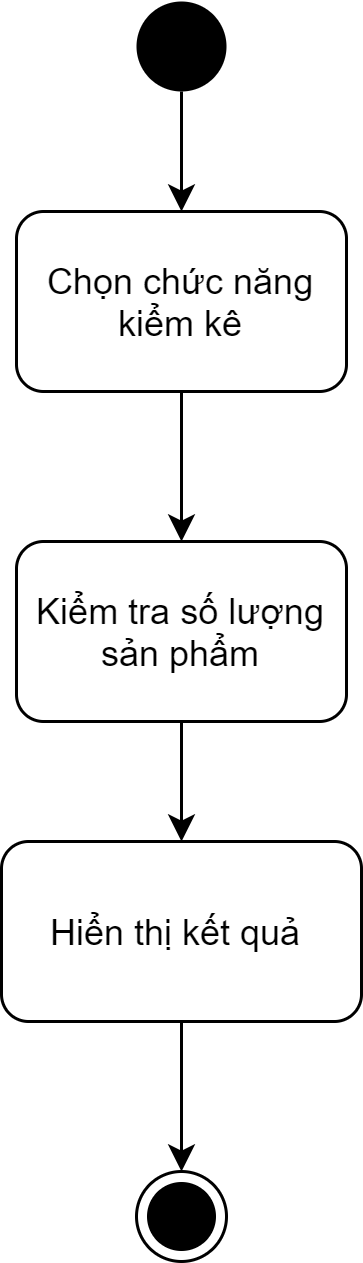 Chọn chức năng
kiểm kê
Kiểm tra số lượng
sản phẩm
Hiển thị kết quả